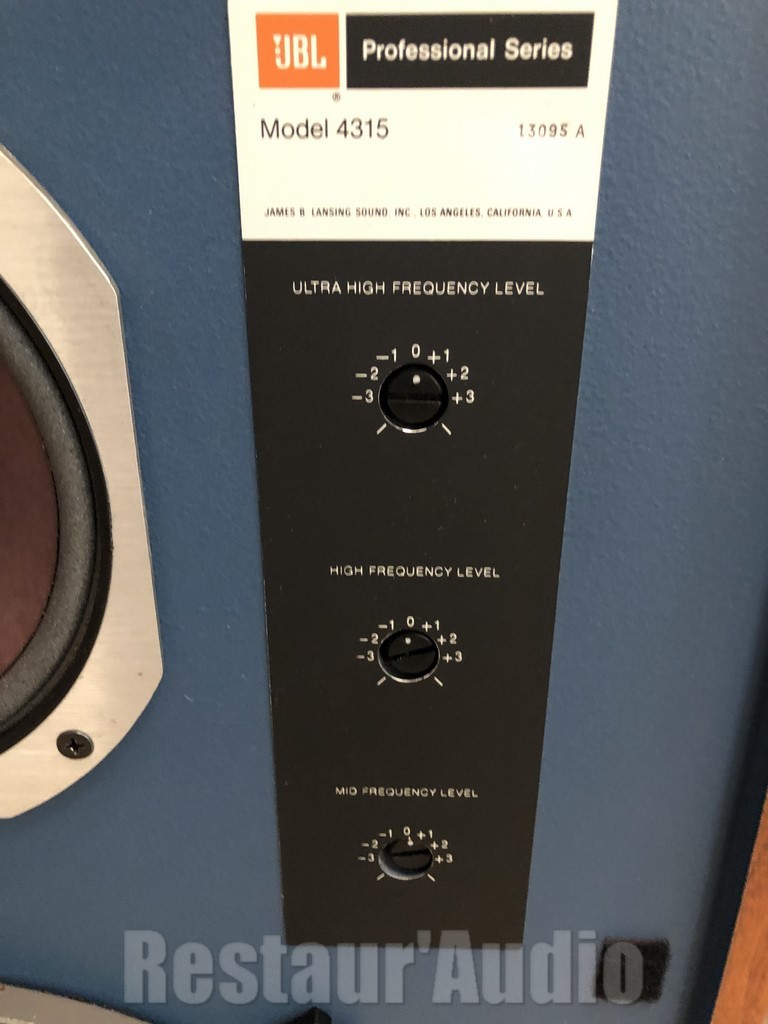 JBL
Professional Series
®
Model 4315
13095 A
JAMES B. LANSING SOUND, INC., LOS ANGELES, CALIFORNIA, U.S.A.
ULTRA HIGH FREQUENCY LEVEL
-3 -2 -1 0 +1 +2 +3
HIGH FREQUENCY LEVEL
-3 -2 -1 0 +1 +2 +3
MID FREQUENCY LEVEL
-3 -2 -1 0 +1 +2 +3
Restaur'Audio